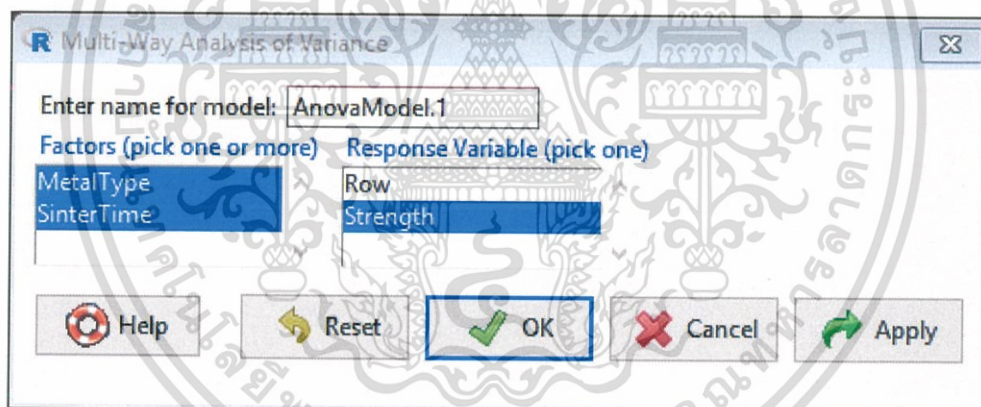 Multi-Way Analysis of Variance
Enter name for model: AnovaModel.1
Factors (pick one or more) Response Variable (pick one)
MetalType Row
SinterTime Strength
Help Reset OK Cancel Apply